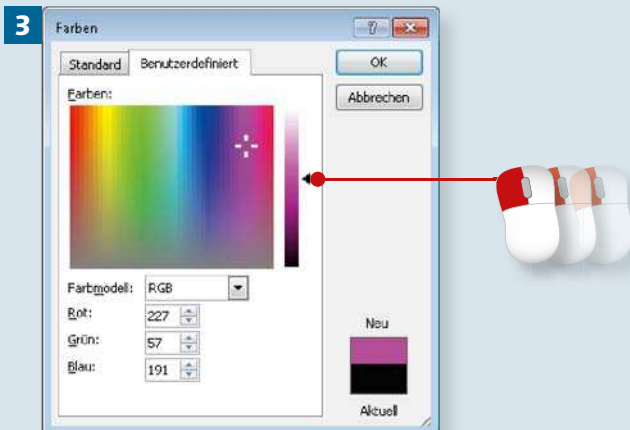 3
Farben
Standard Benutzerdefiniert
OK
Abbrechen
Farben:
Farbmodell: RGB
Rot: 227
Grün: 57
Blau: 191
Neu
Aktuell